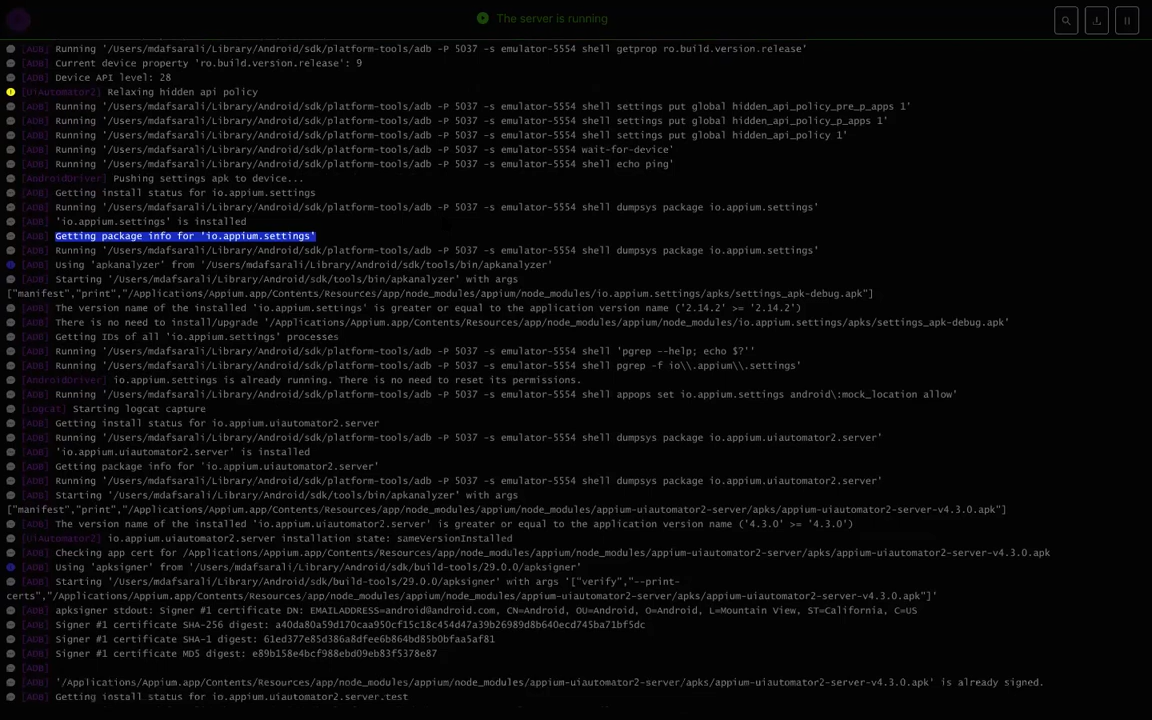 The server is running
[ADB] Running '/Users/mdafsarali/Library/Android/sdk/platform-tools/adb -P 5037 -s emulator-5554 shell getprop ro.build.version.release'
[ADB] Current device property 'ro.build.version.release': 9
[ADB] Device API level: 28
[UiAutomator2] Relaxing hidden api policy
[ADB] Running '/Users/mdafsarali/Library/Android/sdk/platform-tools/adb -P 5037 -s emulator-5554 shell settings put global hidden_api_policy_pre_p_apps 1'
[ADB] Running '/Users/mdafsarali/Library/Android/sdk/platform-tools/adb -P 5037 -s emulator-5554 shell settings put global hidden_api_policy_p_apps 1'
[ADB] Running '/Users/mdafsarali/Library/Android/sdk/platform-tools/adb -P 5037 -s emulator-5554 shell settings put global hidden_api_policy 1'
[ADB] Running '/Users/mdafsarali/Library/Android/sdk/platform-tools/adb -P 5037 -s emulator-5554 wait-for-device'
[ADB] Running '/Users/mdafsarali/Library/Android/sdk/platform-tools/adb -P 5037 -s emulator-5554 shell echo ping'
[AndroidDriver] Pushing settings apk to device...
[ADB] Getting install status for io.appium.settings
[ADB] Running '/Users/mdafsarali/Library/Android/sdk/platform-tools/adb -P 5037 -s emulator-5554 shell dumpsys package io.appium.settings'
[ADB] 'io.appium.settings' is installed
[ADB] Getting package info for 'io.appium.settings'
[ADB] Running '/Users/mdafsarali/Library/Android/sdk/platform-tools/adb -P 5037 -s emulator-5554 shell dumpsys package io.appium.settings'
[ADB] Using 'apkanalyzer' from '/Users/mdafsarali/Library/Android/sdk/tools/bin/apkanalyzer'
[ADB] Starting '/Users/mdafsarali/Library/Android/sdk/tools/bin/apkanalyzer' with args
["manifest","print","/Applications/Appium.app/Contents/Resources/app/node_modules/appium/node_modules/io.appium.settings/apks/settings_apk-debug.apk"]
[ADB] The version name of the installed 'io.appium.settings' is greater or equal to the application version name ('2.14.2' >= '2.14.2')
[ADB] There is no need to install/upgrade '/Applications/Appium.app/Contents/Resources/app/node_modules/appium/node_modules/io.appium.settings/apks/settings_apk-debug.apk'
[ADB] Getting IDs of all 'io.appium.settings' processes
[ADB] Running '/Users/mdafsarali/Library/Android/sdk/platform-tools/adb -P 5037 -s emulator-5554 shell 'pgrep --help; echo $?''
[ADB] Running '/Users/mdafsarali/Library/Android/sdk/platform-tools/adb -P 5037 -s emulator-5554 shell pgrep -f io\\.appium\\.settings'
[AndroidDriver] io.appium.settings is already running. There is no need to reset its permissions.
[ADB] Running '/Users/mdafsarali/Library/Android/sdk/platform-tools/adb -P 5037 -s emulator-5554 shell appops set io.appium.settings android\:mock_location allow'
[Logcat] Starting logcat capture
[ADB] Getting install status for io.appium.uiautomator2.server
[ADB] Running '/Users/mdafsarali/Library/Android/sdk/platform-tools/adb -P 5037 -s emulator-5554 shell dumpsys package io.appium.uiautomator2.server'
[ADB] 'io.appium.uiautomator2.server' is installed
[ADB] Getting package info for 'io.appium.uiautomator2.server'
[ADB] Running '/Users/mdafsarali/Library/Android/sdk/platform-tools/adb -P 5037 -s emulator-5554 shell dumpsys package io.appium.uiautomator2.server'
[ADB] Starting '/Users/mdafsarali/Library/Android/sdk/tools/bin/apkanalyzer' with args
["manifest","print","/Applications/Appium.app/Contents/Resources/app/node_modules/appium/node_modules/appium-uiautomator2-server/apks/appium-uiautomator2-server-v4.3.0.apk"]
[ADB] The version name of the installed 'io.appium.uiautomator2.server' is greater or equal to the application version name ('4.3.0' >= '4.3.0')
[UiAutomator2] io.appium.uiautomator2.server installation state: sameVersionInstalled
[ADB] Checking app cert for /Applications/Appium.app/Contents/Resources/app/node_modules/appium/node_modules/appium-uiautomator2-server/apks/appium-uiautomator2-server-v4.3.0.apk
[ADB] Using 'apksigner' from '/Users/mdafsarali/Library/Android/sdk/build-tools/29.0.0/apksigner'
[ADB] Starting '/Users/mdafsarali/Library/Android/sdk/build-tools/29.0.0/apksigner' with args '["verify","--print-
certs","/Applications/Appium.app/Contents/Resources/app/node_modules/appium/node_modules/appium-uiautomator2-server/apks/appium-uiautomator2-server-v4.3.0.apk"]'
[ADB] apksigner stdout: Signer #1 certificate DN: EMAILADDRESS=android@android.com, CN=Android, OU=Android, O=Android, L=Mountain View, ST=California, C=US
[ADB] Signer #1 certificate SHA-256 digest: a40da80a59d170caa950cf15c18c454d47a39b26989d8b640ecd745ba71bf5dc
[ADB] Signer #1 certificate SHA-1 digest: 61ed377e85d386a8dfee6b864bd85b0bfaa5af81
[ADB] Signer #1 certificate MD5 digest: e89b158e4bcf988ebd09eb83f5378e87
[ADB]
[ADB] '/Applications/Appium.app/Contents/Resources/app/node_modules/appium/node_modules/appium-uiautomator2-server/apks/appium-uiautomator2-server-v4.3.0.apk' is already signed.
[ADB] Getting install status for io.appium.uiautomator2.server.test